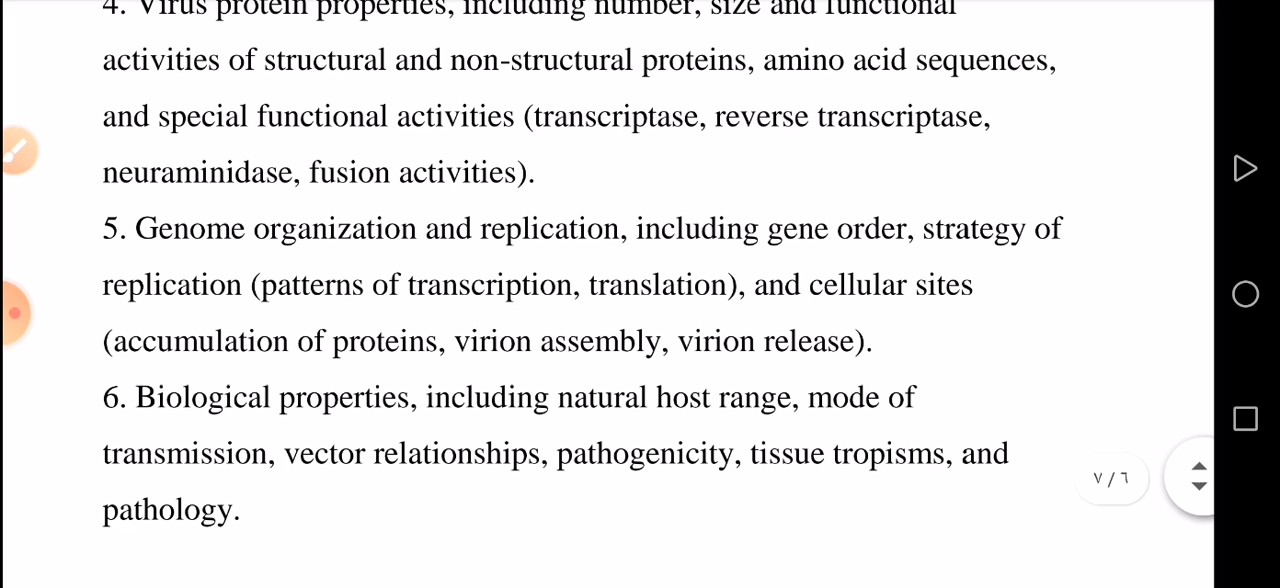 4. Virus protein properties, including number, size and functional
activities of structural and non-structural proteins, amino acid sequences,
and special functional activities (transcriptase, reverse transcriptase,
neuraminidase, fusion activities).
5. Genome organization and replication, including gene order, strategy of
replication (patterns of transcription, translation), and cellular sites
(accumulation of proteins, virion assembly, virion release).
6. Biological properties, including natural host range, mode of
transmission, vector relationships, pathogenicity, tissue tropisms, and
pathology.
٧ / ٦